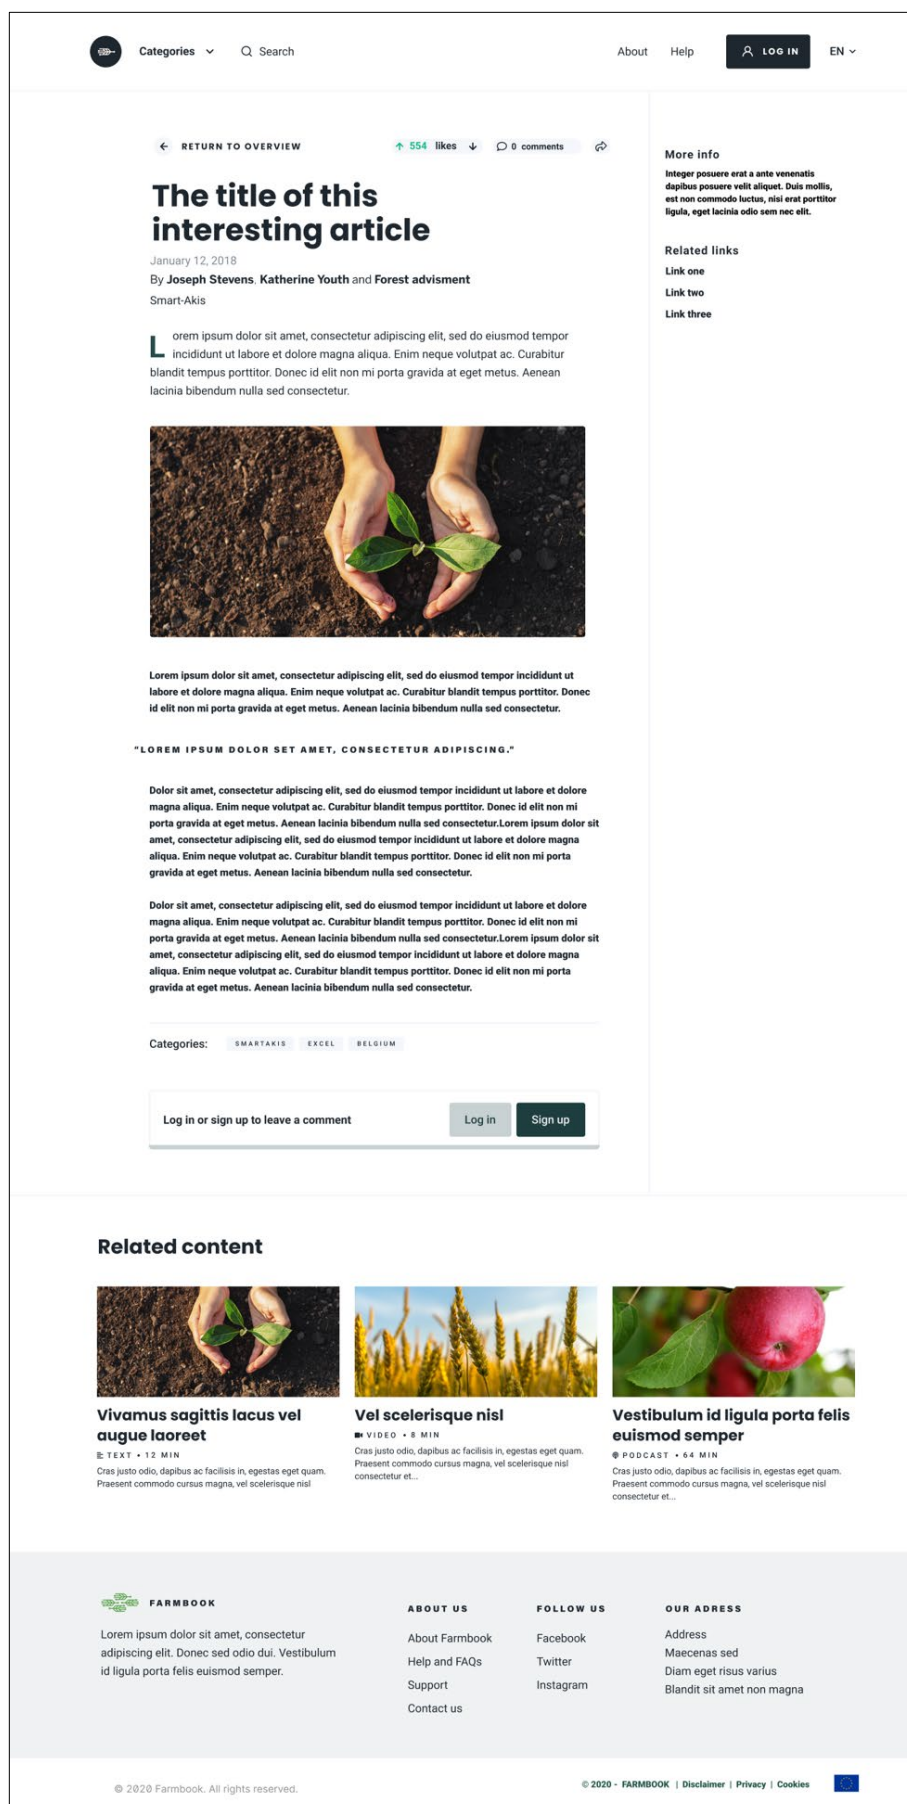 Categories
Search
About
Help
LOG IN
EN
RETURN TO OVERVIEW
554 likes
0 comments
The title of this
interesting article
January 12, 2018
By Joseph Stevens, Katherine Youth and Forest advisment
Smart-Akis
Lorem ipsum dolor sit amet, consectetur adipiscing elit, sed do eiusmod tempor
incididunt ut labore et dolore magna aliqua. Enim neque volutpat ac. Curabitur
blandit tempus porttitor. Donec id elit non mi porta gravida at eget metus. Aenean
lacinia bibendum nulla sed consectetur.
Lorem ipsum dolor sit amet, consectetur adipiscing elit, sed do eiusmod tempor incididunt ut
labore et dolore magna aliqua. Enim neque volutpat ac. Curabitur blandit tempus porttitor. Donec
id elit non mi porta gravida at eget metus. Aenean lacinia bibendum nulla sed consectetur.
"LOREM IPSUM DOLOR SET AMET, CONSECTETUR ADIPISCING."
Dolor sit amet, consectetur adipiscing elit, sed do eiusmod tempor incididunt ut labore et dolore
magna aliqua. Enim neque volutpat ac. Curabitur blandit tempus porttitor. Donec id elit non mi
porta gravida at eget metus. Aenean lacinia bibendum nulla sed consectetur.Lorem ipsum dolor sit
amet, consectetur adipiscing elit, sed do eiusmod tempor incididunt ut labore et dolore magna
aliqua. Enim neque volutpat ac. Curabitur blandit tempus porttitor. Donec id elit non mi porta
gravida at eget metus. Aenean lacinia bibendum nulla sed consectetur.
Dolor sit amet, consectetur adipiscing elit, sed do eiusmod tempor incididunt ut labore et dolore
magna aliqua. Enim neque volutpat ac. Curabitur blandit tempus porttitor. Donec id elit non mi
porta gravida at eget metus. Aenean lacinia bibendum nulla sed consectetur.Lorem ipsum dolor sit
amet, consectetur adipiscing elit, sed do eiusmod tempor incididunt ut labore et dolore magna
aliqua. Enim neque volutpat ac. Curabitur blandit tempus porttitor. Donec id elit non mi porta
gravida at eget metus. Aenean lacinia bibendum nulla sed consectetur.
Categories: SMARTAKIS EXCEL BELGIUM
Log in or sign up to leave a comment
Log in
Sign up
More info
Integer posuere erat a ante venenatis
dapibus posuere velit aliquet. Duis mollis,
est non commodo luctus, nisi erat porttitor
ligula, eget lacinia odio sem nec elit.
Related links
Link one
Link two
Link three
Related content
Vivamus sagittis lacus vel
augue laoreet
TEXT • 12 MIN
Cras justo odio, dapibus ac facilisis in, egestas eget quam.
Praesent commodo cursus magna, vel scelerisque nisl
Vel scelerisque nisl
VIDEO • 8 MIN
Cras justo odio, dapibus ac facilisis in, egestas eget quam.
Praesent commodo cursus magna, vel scelerisque nisl
consectetur et...
Vestibulum id ligula porta felis
euismod semper
PODCAST • 64 MIN
Cras justo odio, dapibus ac facilisis in, egestas eget quam.
Praesent commodo cursus magna, vel scelerisque nisl
consectetur et...
FARMBOOK
Lorem ipsum dolor sit amet, consectetur
adipiscing elit. Donec sed odio dui. Vestibulum
id ligula porta felis euismod semper.
ABOUT US
About Farmbook
Help and FAQs
Support
Contact us
FOLLOW US
Facebook
Twitter
Instagram
OUR ADRESS
Address
Maecenas sed
Diam eget risus varius
Blandit sit amet non magna
© 2020 Farmbook. All rights reserved.
© 2020 - FARMBOOK | Disclaimer | Privacy | Cookies